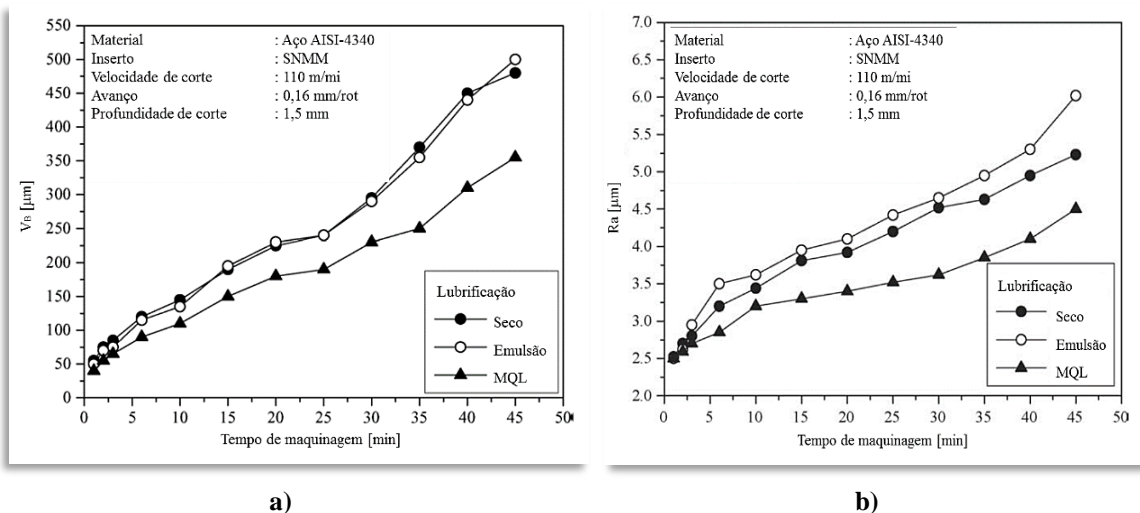 550
500
450
400
350
300
250
200
150
100
50
0
V_B [µm]
Material : Aço AISI-4340
Inserto : SNMM
Velocidade de corte : 110 m/mi
Avanço : 0,16 mm/rot
Profundidade de corte : 1,5 mm
Lubrificação
Seco
Emulsão
MQL
0 5 10 15 20 25 30 35 40 45 50
Tempo de maquinagem [min]
a)
7.0
6.5
6.0
5.5
5.0
4.5
4.0
3.5
3.0
2.5
2.0
Ra [µm]
Material : Aço AISI-4340
Inserto : SNMM
Velocidade de corte : 110 m/mi
Avanço : 0,16 mm/rot
Profundidade de corte : 1,5 mm
Lubrificação
Seco
Emulsão
MQL
0 5 10 15 20 25 30 35 40 45 50
Tempo de maquinagem [min]
b)